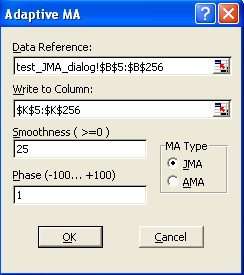 Adaptive MA
Data Reference:
test_JMA_dialog!$B$5:$B$256
Write to Column:
$K$5:$K$256
Smoothness ( >=0 )
25
MA Type
JMA
AMA
Phase (-100... +100)
1
OK
Cancel